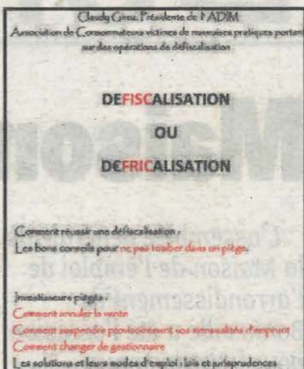 Claudy Giroz, Présidente de l'ADIM
Association de Consommateurs victimes de mauvaises pratiques portant
sur des opérations de défiscalisation
DEFISCALISATION
OU
D€FRICALISATION
Comment réussir une défiscalisation :
Les bons conseils pour ne pas tomber dans un piège.
Investisseurs piégés :
Comment annuler la vente
Comment suspendre provisoirement vos mensualités d'emprunt
Comment changer de gestionnaire
Les solutions et leurs modes d'emploi : lois et jurisprudences